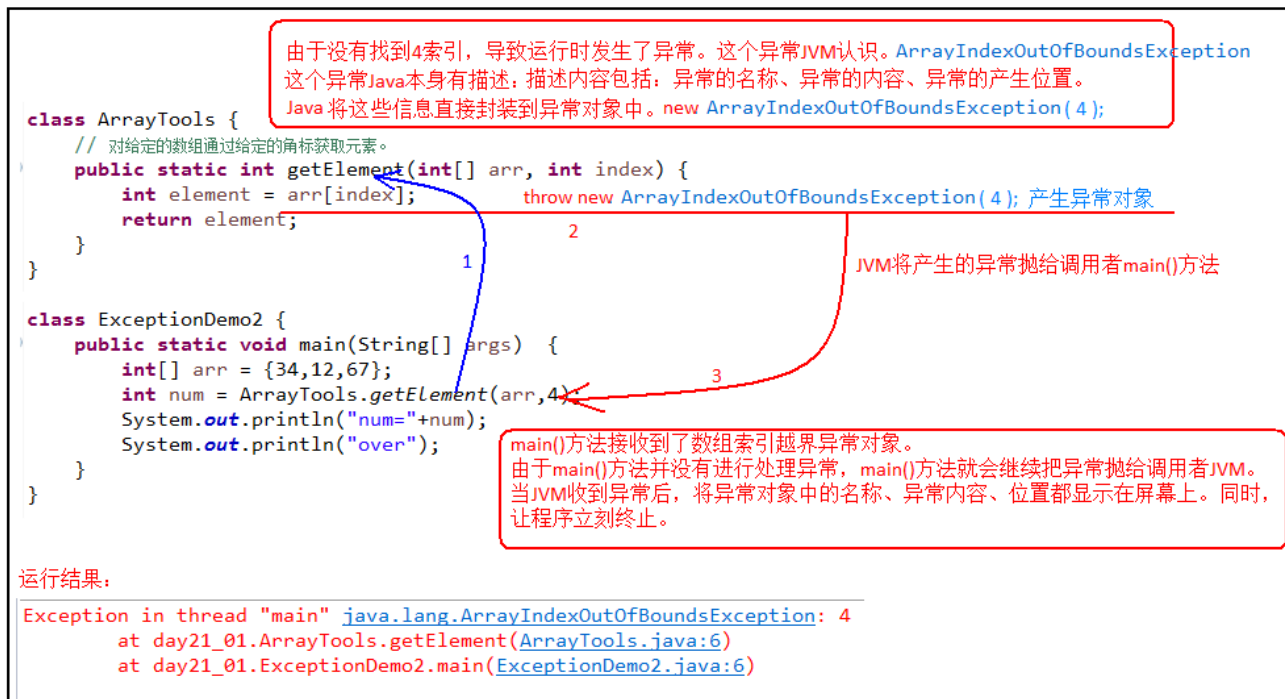 由于没有找到4索引，导致运行时发生了异常。这个异常JVM认识。ArrayIndexOutOfBoundsException
这个异常Java本身有描述：描述内容包括：异常的名称、异常的内容、异常的产生位置。
Java 将这些信息直接封装到异常对象中。new ArrayIndexOutOfBoundsException( 4 );
class ArrayTools {
// 对给定的数组通过给定的角标获取元素。
public static int getElement(int[] arr, int index) {
int element = arr[index];
throw new ArrayIndexOutOfBoundsException( 4 ); 产生异常对象
return element;
2
}
1
JVM将产生的异常抛给调用者main()方法
}
class ExceptionDemo2 {
public static void main(String[] args)  {
int[] arr = {34,12,67};
3
int num = ArrayTools.getElement(arr,4);
System.out.println("num="+num);
System.out.println("over");
}
}
main()方法接收到了数组索引越界异常对象。
由于main()方法并没有进行处理异常，main()方法就会继续把异常抛给调用者JVM。
当JVM收到异常后，将异常对象中的名称、异常内容、位置都显示在屏幕上。同时，
让程序立刻终止。
运行结果：
Exception in thread "main" java.lang.ArrayIndexOutOfBoundsException: 4
at day21_01.ArrayTools.getElement(ArrayTools.java:6)
at day21_01.ExceptionDemo2.main(ExceptionDemo2.java:6)